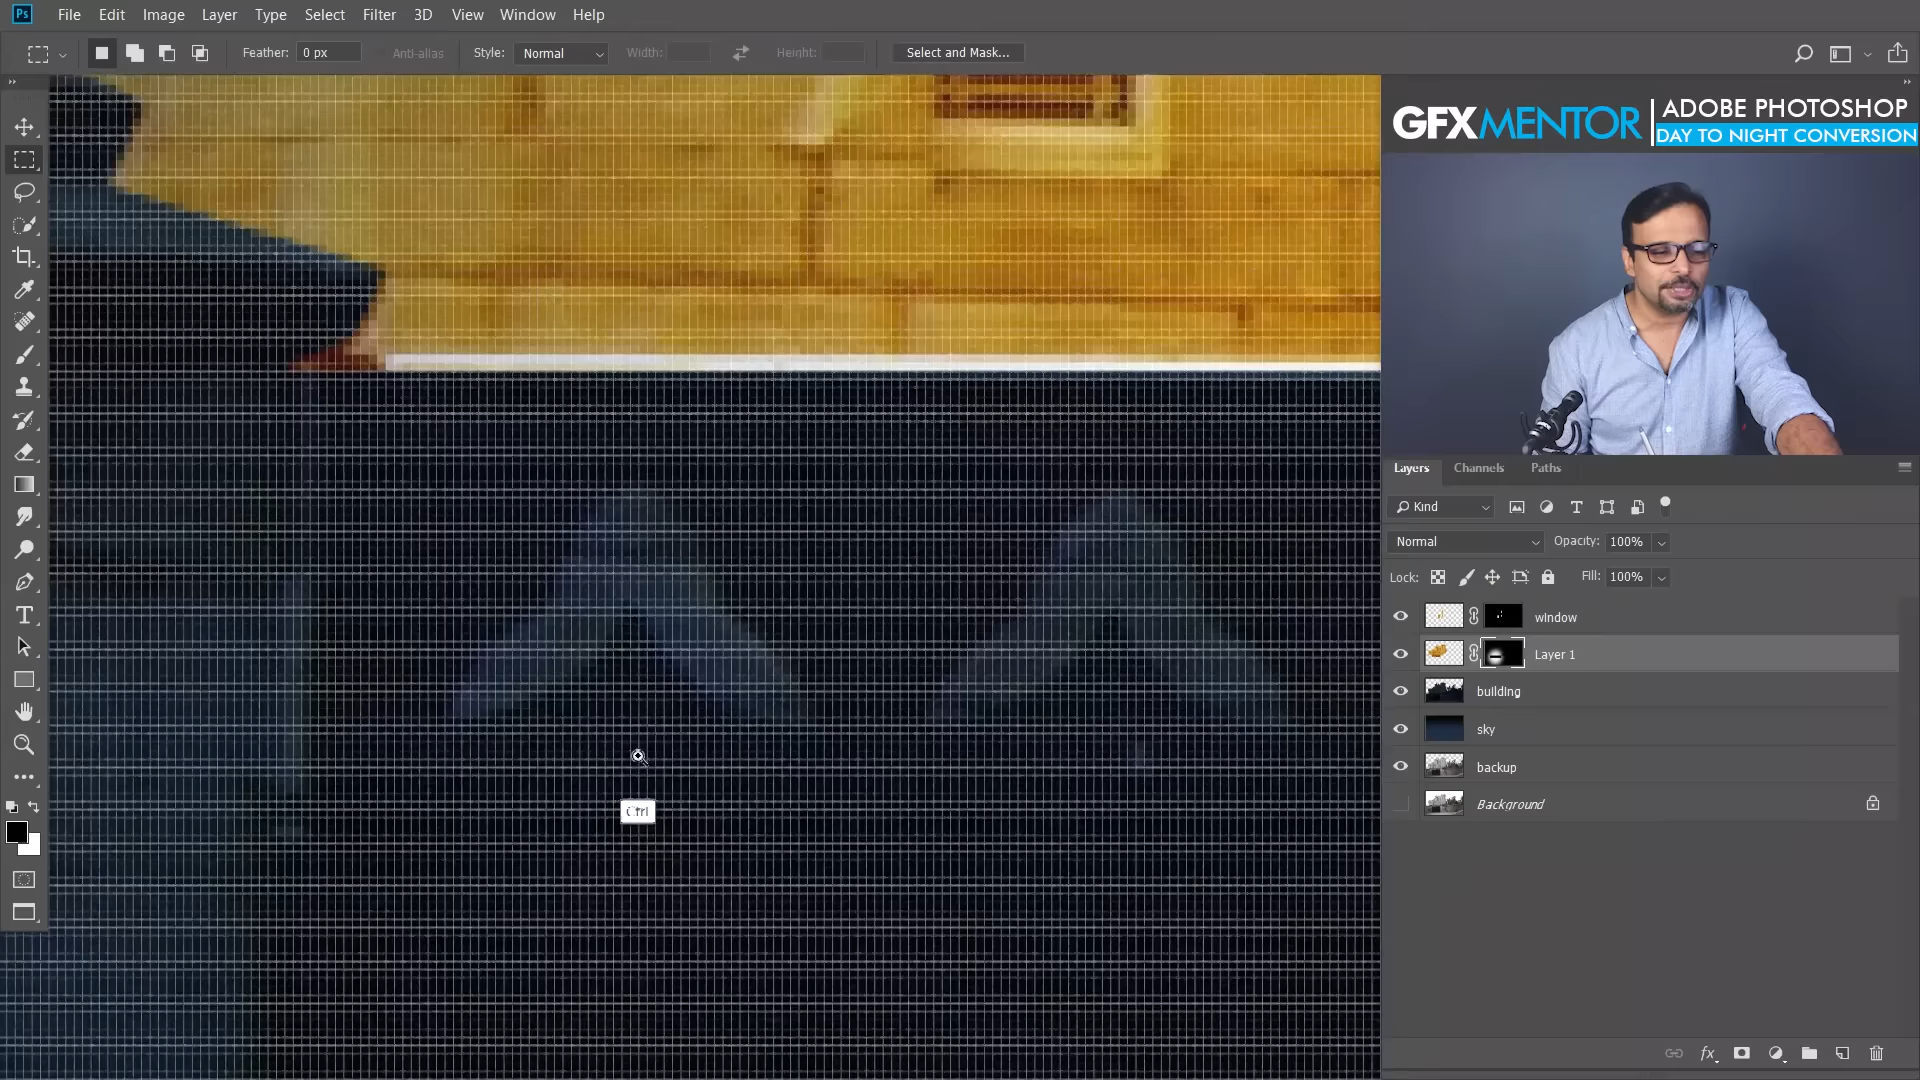 Ps File Edit Image Layer Type Select Filter 3D View Window Help
Feather: 0 px Anti-alias Style: Normal Width: Height: Select and Mask...
GFXMENTOR
ADOBE PHOTOSHOP
DAY TO NIGHT CONVERSION
Layers Channels Paths
Kind
Normal Opacity: 100%
Lock: Fill: 100%
window
Layer 1
building
sky
backup
Background
Ctrl
fx